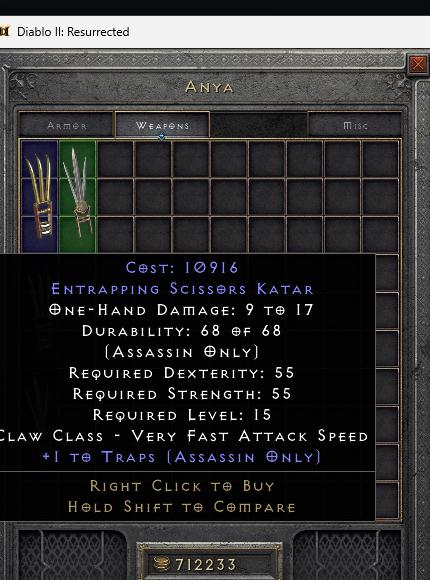 Diablo II: Resurrected
Anya
Armor
Weapons
Misc
Cost: 10916
Entrapping Scissors Katar
One-Hand Damage: 9 to 17
Durability: 68 of 68
(Assassin Only)
Required Dexterity: 55
Required Strength: 55
Required Level: 15
Claw Class - Very Fast Attack Speed
+1 to Traps (Assassin Only)
Right Click to Buy
Hold Shift to Compare
712233